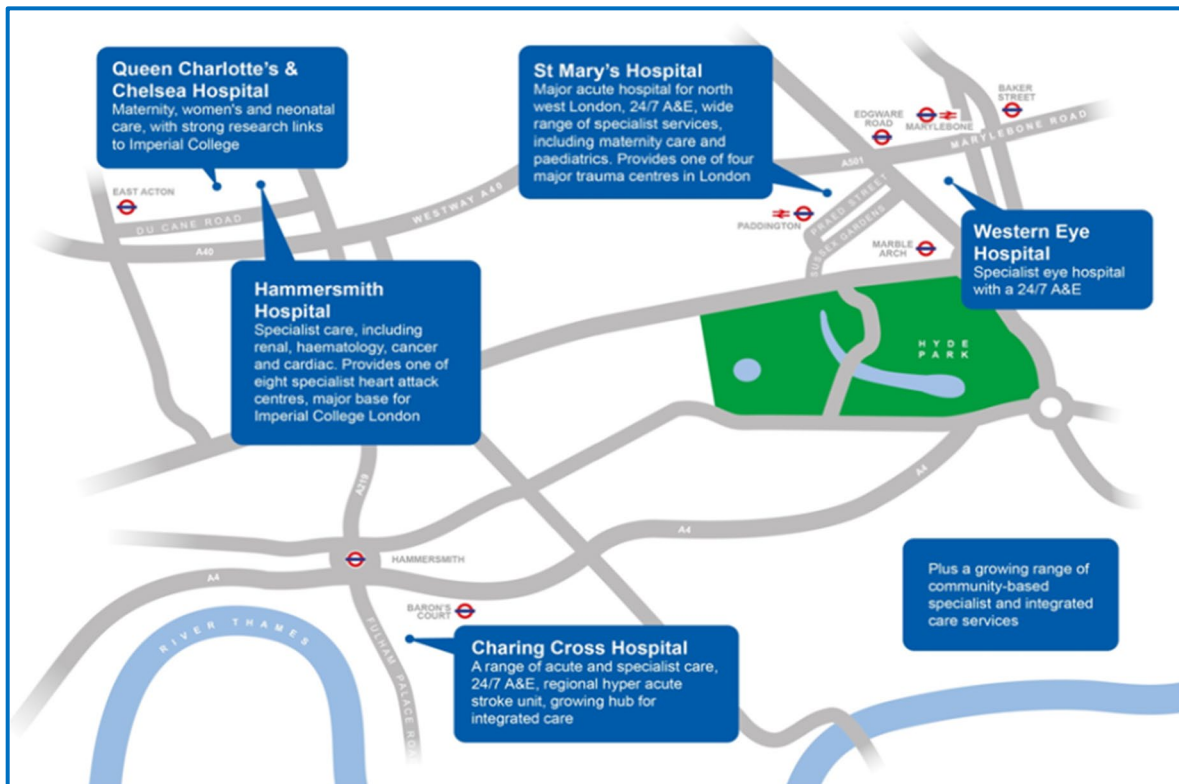 Queen Charlotte's &
Chelsea Hospital
Maternity, women's and neonatal
care, with strong research links
to Imperial College
St Mary's Hospital
Major acute hospital for north
west London, 24/7 A&E, wide
range of specialist services,
including maternity care and
paediatrics. Provides one of four
major trauma centres in London
EDGWARE
ROAD
MARYLEBONE
BAKER
STREET
MARYLEBONE ROAD
A501
EAST ACTON
DU CANE ROAD
A40
WESTWAY A40
PADDINGTON
PRAED STREET
SUSSEX GARDENS
MARBLE
ARCH
Western Eye
Hospital
Specialist eye hospital
with a 24/7 A&E
Hammersmith
Hospital
Specialist care, including
renal, haematology, cancer
and cardiac. Provides one of
eight specialist heart attack
centres, major base for
Imperial College London
HYDE
PARK
A219
A4
A4
HAMMERSMITH
A4
BARON'S
COURT
RIVER THAMES
FULHAM PALACE ROA
Charing Cross Hospital
A range of acute and specialist care,
24/7 A&E, regional hyper acute
stroke unit, growing hub for
integrated care
Plus a growing range of
community-based
specialist and integrated
care services